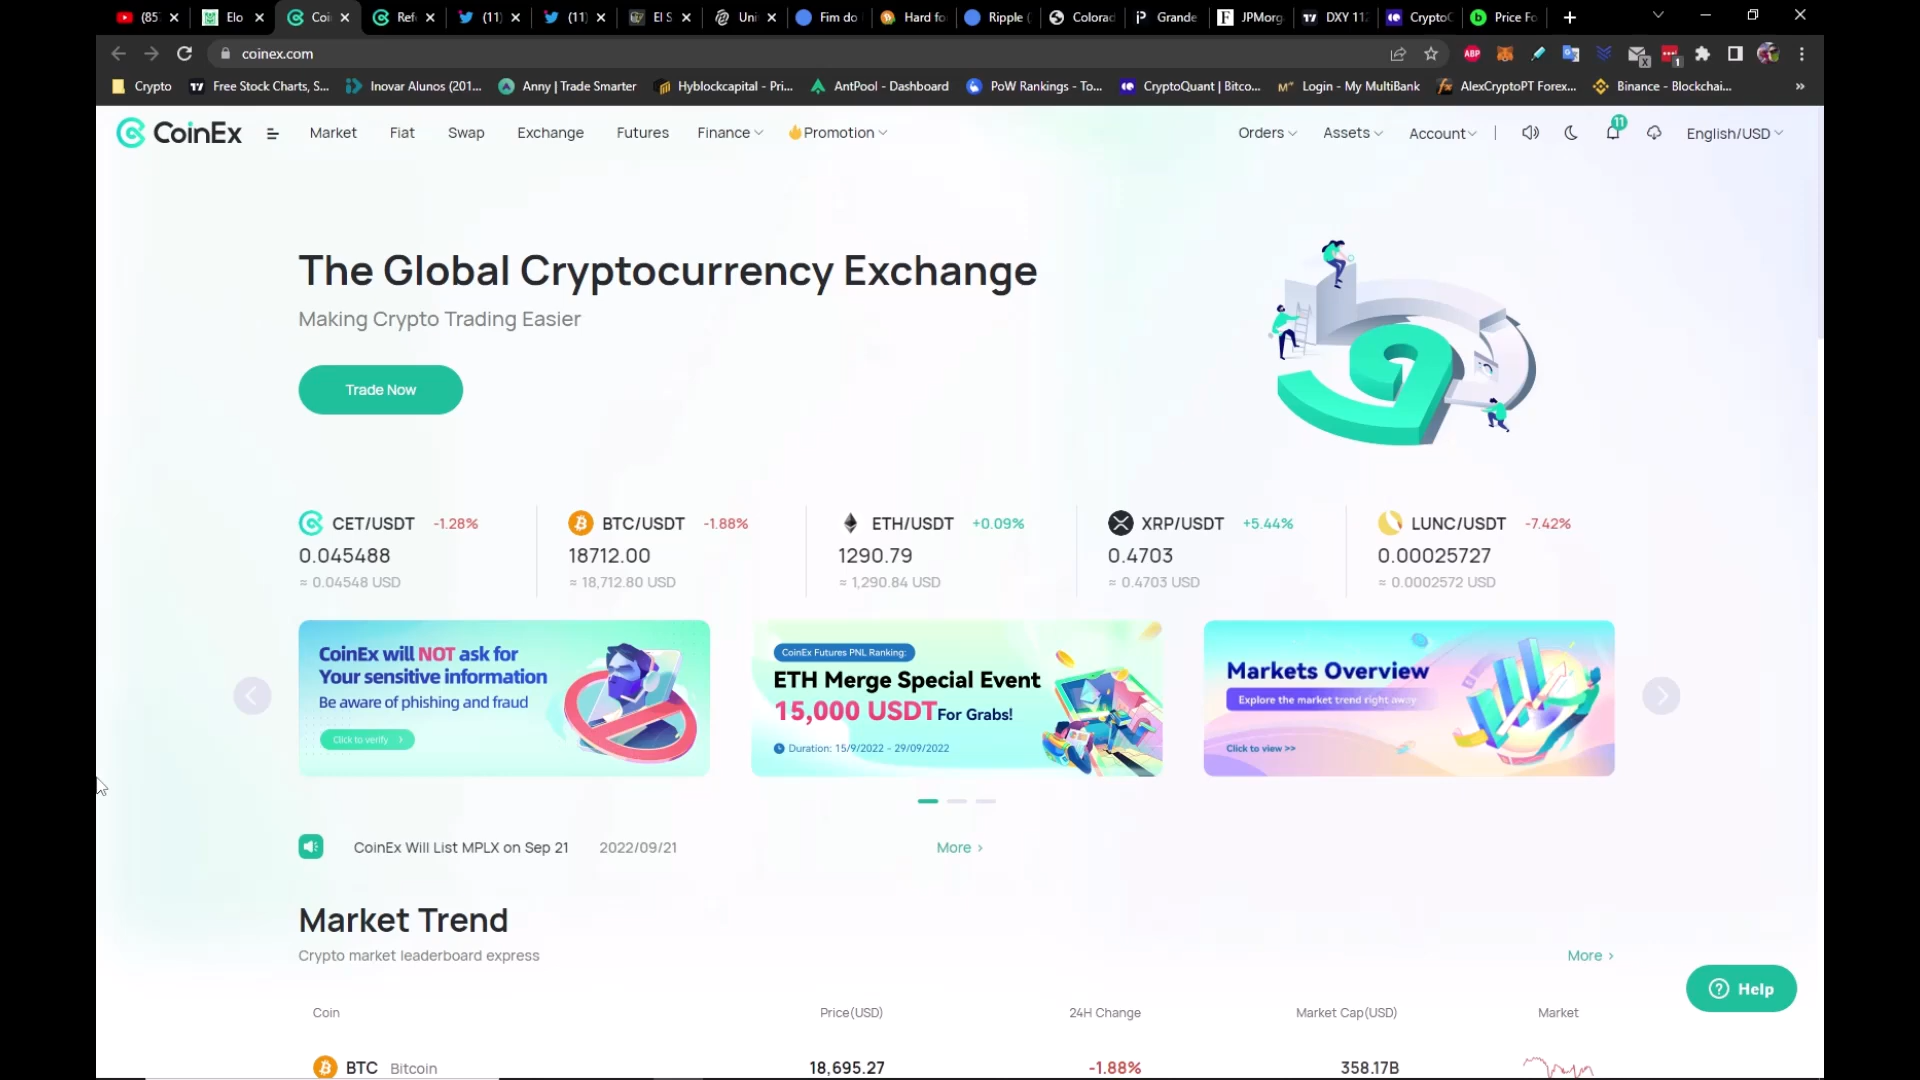 (85 Elo Coi Ref (11) (11) El S Uni Fim do Hard fo Ripple Colorad Grande JPMorg DXY 112 CryptoC Price Fo
coinex.com
Crypto Free Stock Charts, S... Inovar Alunos (201... Anny | Trade Smarter Hyblockcapital - Pri... AntPool - Dashboard PoW Rankings - To... CryptoQuant | Bitco... Login - My MultiBank AlexCryptoPT Forex... Binance - Blockchai... »
CoinEx Market Fiat Swap Exchange Futures Finance Promotion Orders Assets Account 11 English/USD
The Global Cryptocurrency Exchange
Making Crypto Trading Easier
Trade Now
CET/USDT -1.28% BTC/USDT -1.88% ETH/USDT +0.09% XRP/USDT +5.44% LUNC/USDT -7.42%
0.045488 18712.00 1290.79 0.4703 0.00025727
≈ 0.04548 USD ≈ 18,712.80 USD ≈ 1,290.84 USD ≈ 0.4703 USD ≈ 0.0002572 USD
CoinEx will NOT ask for
Your sensitive information
Be aware of phishing and fraud
Click to verify >
CoinEx Futures PNL Ranking:
ETH Merge Special Event
15,000 USDT For Grabs!
Duration: 15/9/2022 - 29/09/2022
Markets Overview
Explore the market trend right away
Click to view >>
CoinEx Will List MPLX on Sep 21 2022/09/21 More >
Market Trend
Crypto market leaderboard express More >
Help
Coin Price(USD) 24H Change Market Cap(USD) Market
BTC Bitcoin 18,695.27 -1.88% 358.17B